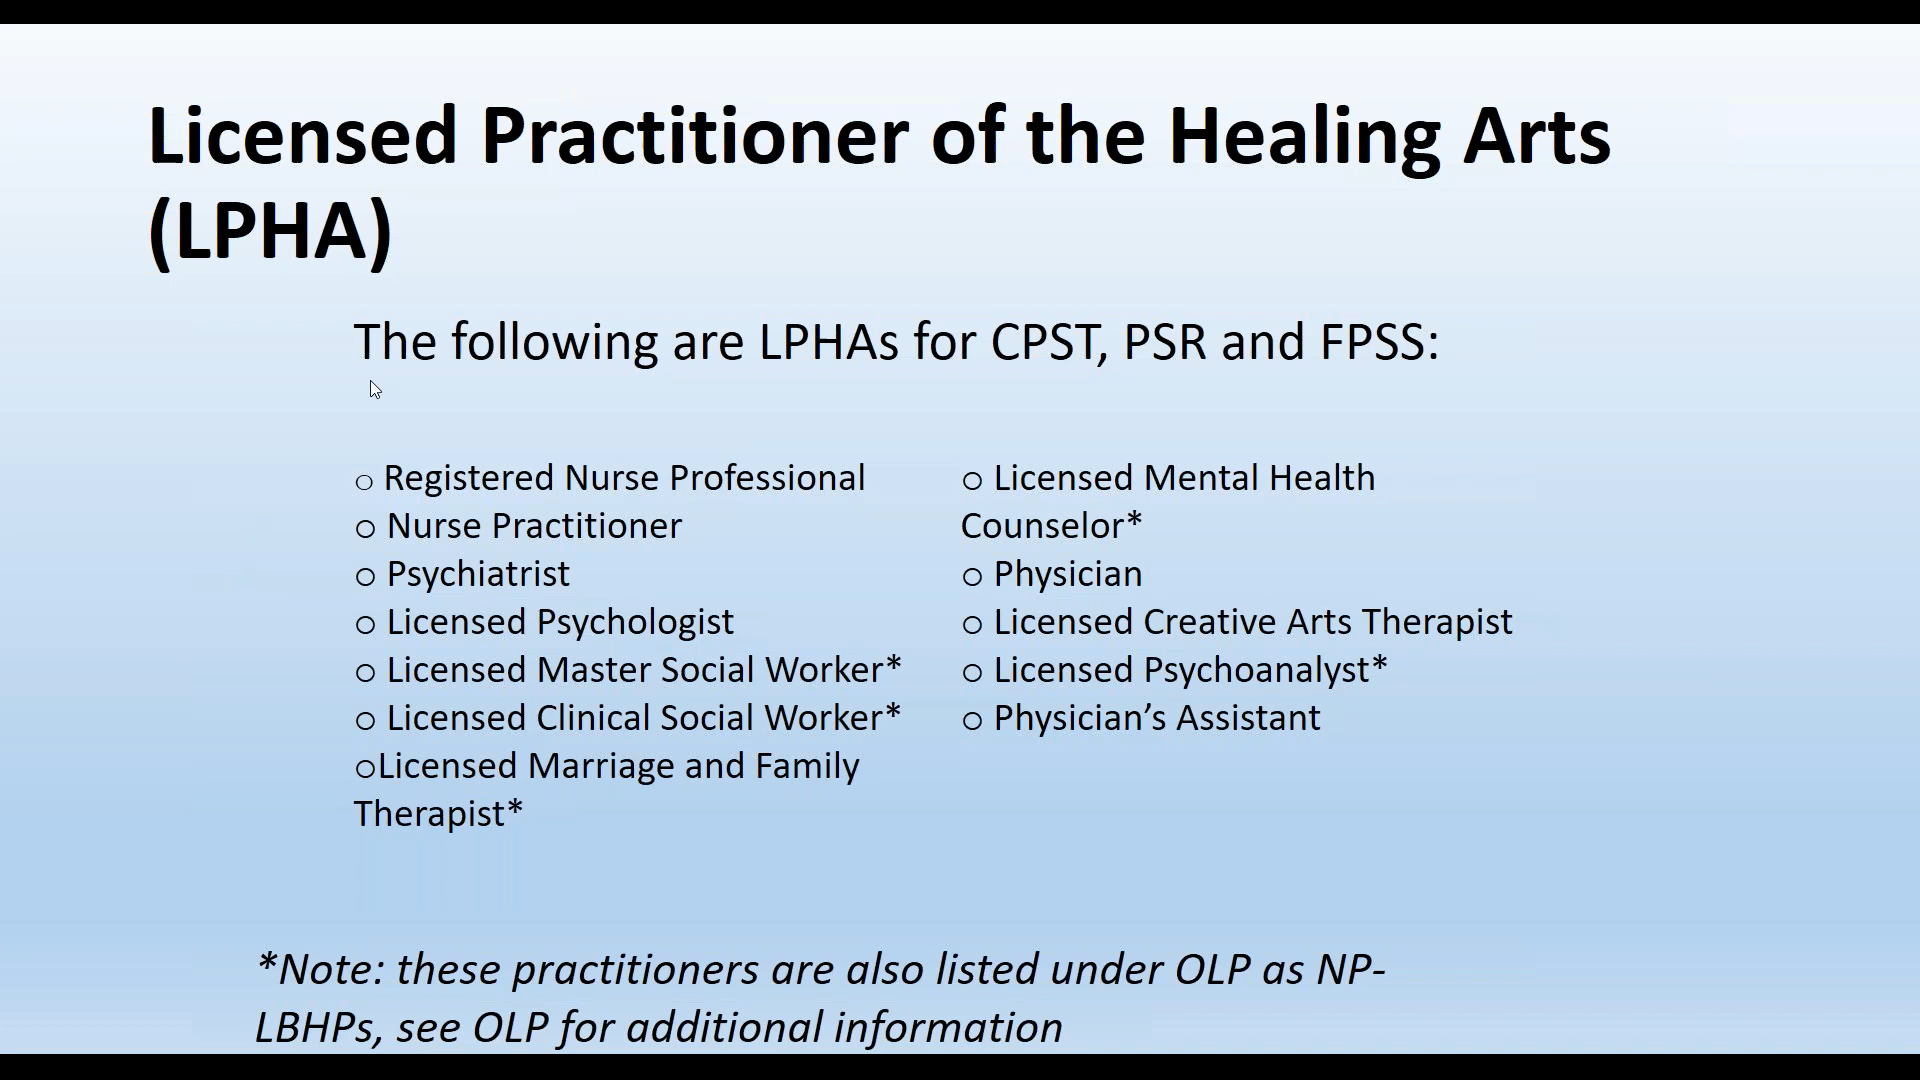 Licensed Practitioner of the Healing Arts
(LPHA)
The following are LPHAs for CPST, PSR and FPSS:
o Registered Nurse Professional
o Nurse Practitioner
o Psychiatrist
o Licensed Psychologist
o Licensed Master Social Worker*
o Licensed Clinical Social Worker*
oLicensed Marriage and Family
Therapist*
o Licensed Mental Health
Counselor*
o Physician
o Licensed Creative Arts Therapist
o Licensed Psychoanalyst*
o Physician’s Assistant
*Note: these practitioners are also listed under OLP as NP-
LBHPs, see OLP for additional information